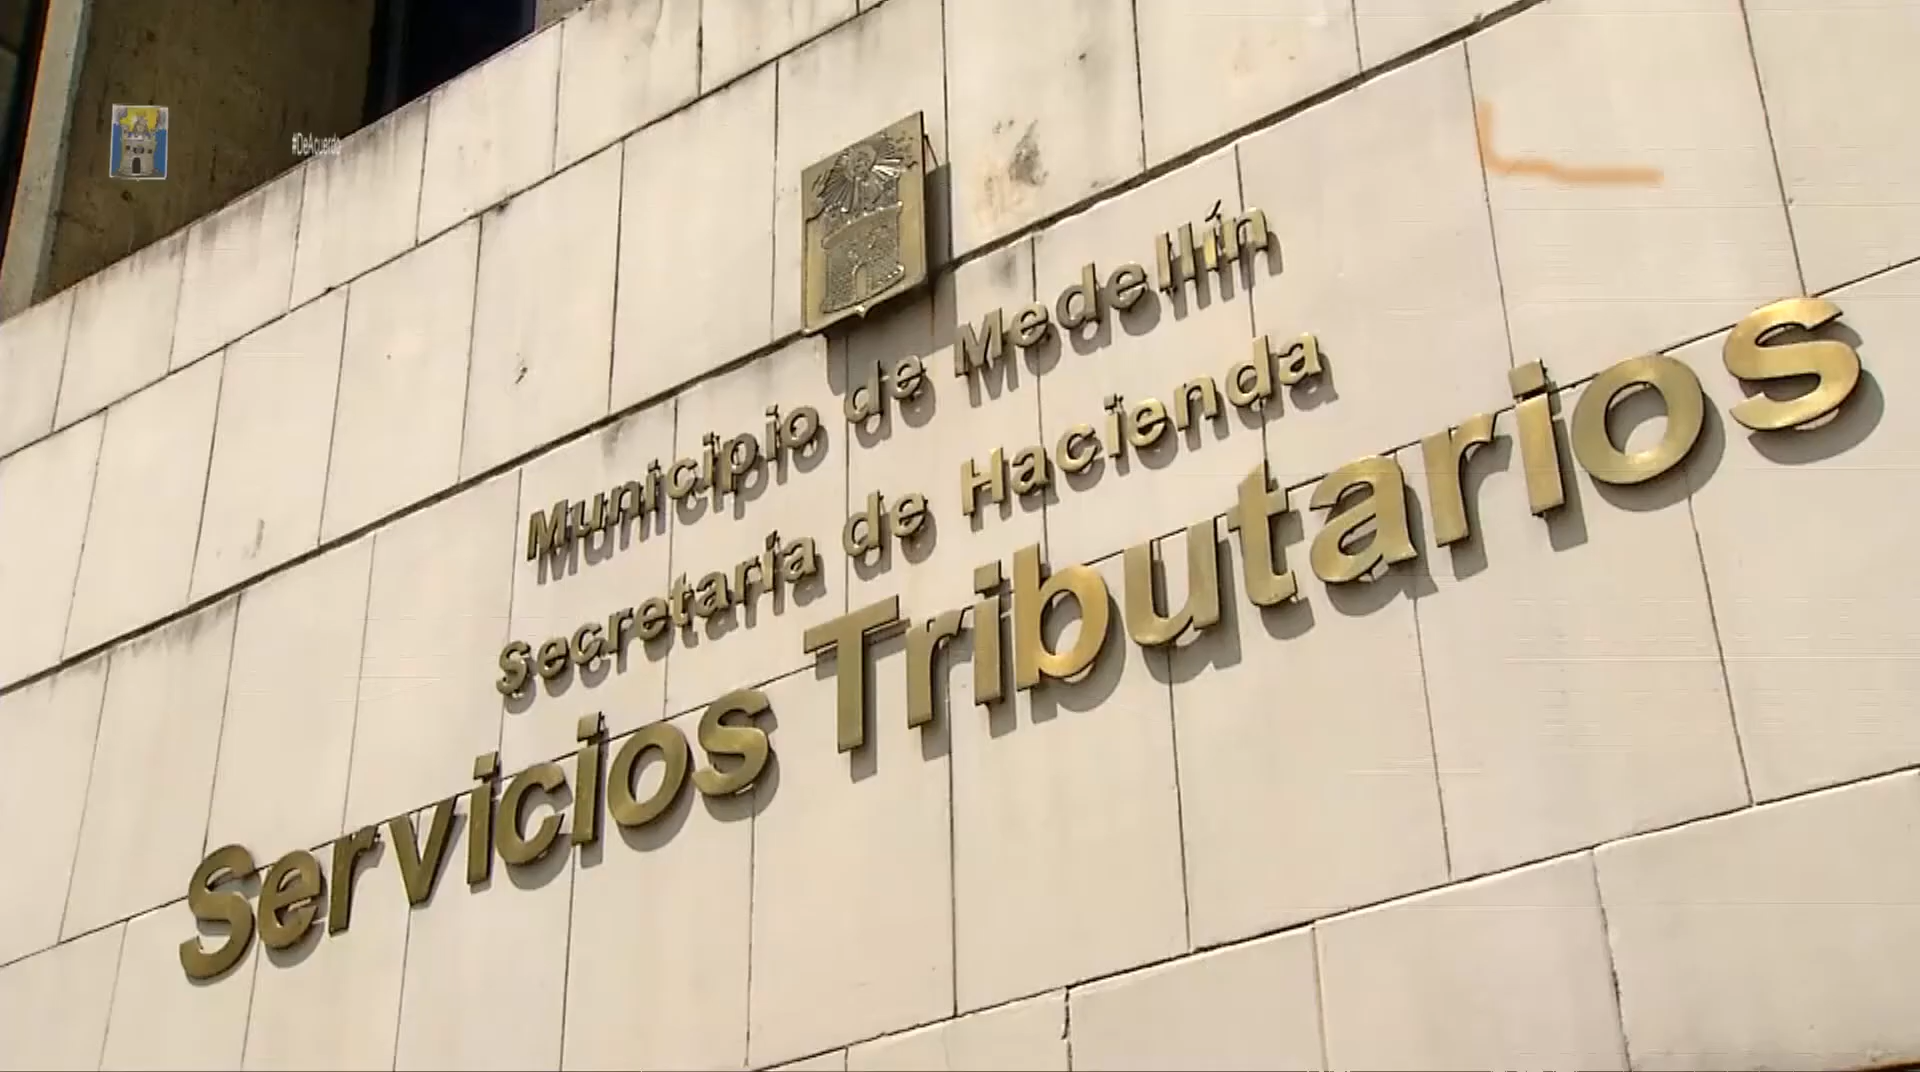 #DeAcuerdo
Municipio de Medellín
Secretaría de Hacienda
Servicios Tributarios